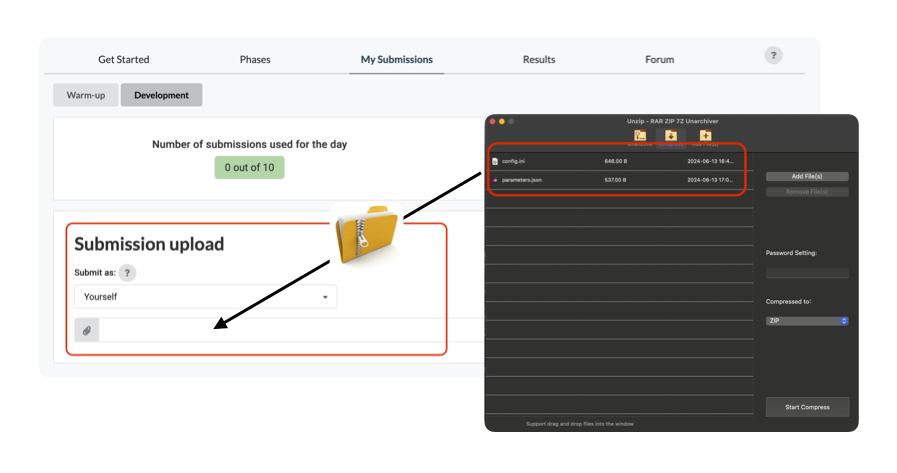 Get Started
Phases
My Submissions
Results
Forum
?
Warm-up
Development
Number of submissions used for the day
0 out of 10
Submission upload
Submit as: ?
Yourself
Unzip - RAR ZIP 7Z Unarchiver
config.ini 646.00 B 2024-06-13 16:4...
parameters.json 537.00 B 2024-06-13 17:0...
Add File(s)
Remove File(s)
Password Setting:
Compressed to:
ZIP
Start Compress
Support drag and drop files into the window